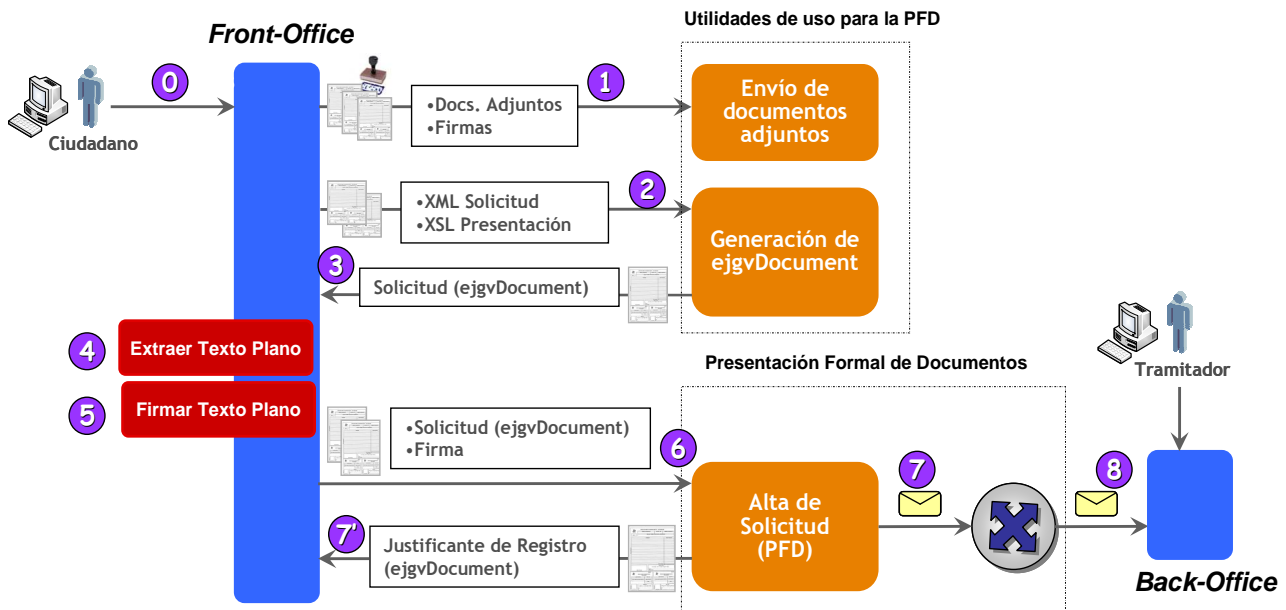 Utilidades de uso para la PFD
Front-Office
0
Ciudadano
•Docs. Adjuntos
•Firmas
1
Envío de
documentos
adjuntos
•XML Solicitud
•XSL Presentación
2
Generación de
ejgvDocument
3
Solicitud (ejgvDocument)
4
Extraer Texto Plano
5
Firmar Texto Plano
Presentación Formal de Documentos
Tramitador
•Solicitud (ejgvDocument)
•Firma
6
Alta de
Solicitud
(PFD)
7
8
7'
Justificante de Registro
(ejgvDocument)
Back-Office